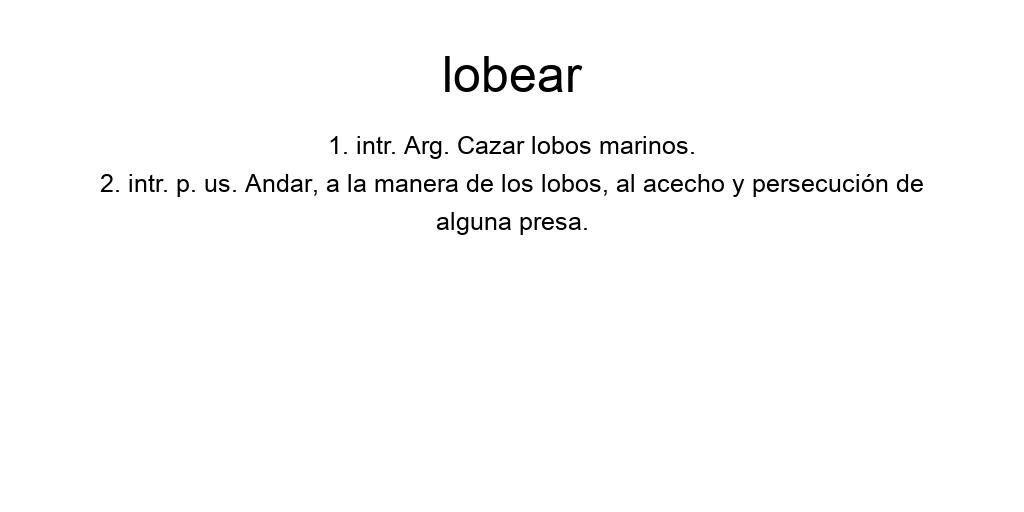 lobear
1. intr. Arg. Cazar lobos marinos.
2. intr. p. us. Andar, a la manera de los lobos, al acecho y persecución de
alguna presa.